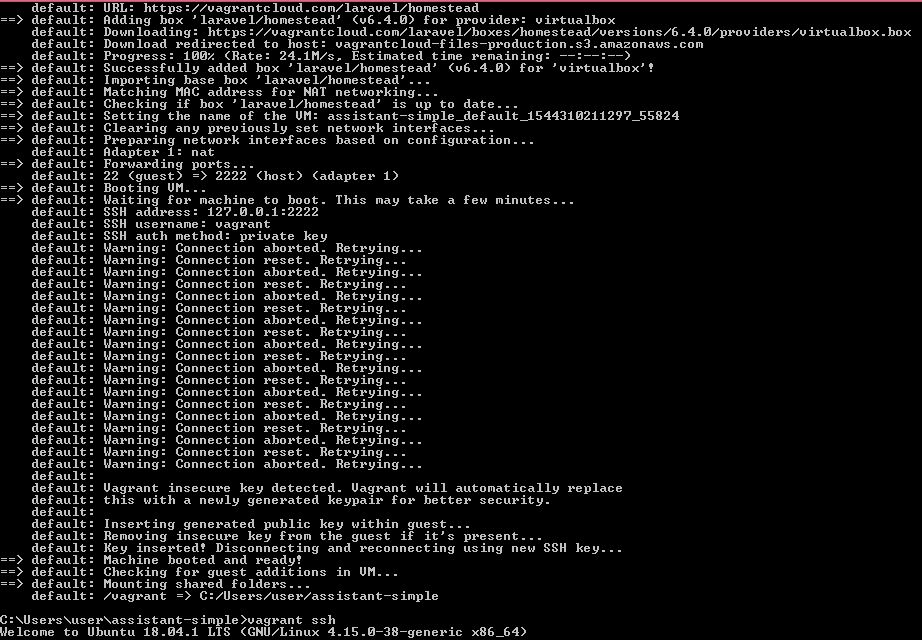 default: URL: https://vagrantcloud.com/laravel/homestead
==> default: Adding box 'laravel/homestead' (v6.4.0) for provider: virtualbox
    default: Downloading: https://vagrantcloud.com/laravel/boxes/homestead/versions/6.4.0/providers/virtualbox.box
    default: Download redirected to host: vagrantcloud-files-production.s3.amazonaws.com
    default: Progress: 100% (Rate: 24.1M/s, Estimated time remaining: --:--:--)
==> default: Successfully added box 'laravel/homestead' (v6.4.0) for 'virtualbox'!
==> default: Importing base box 'laravel/homestead'...
==> default: Matching MAC address for NAT networking...
==> default: Checking if box 'laravel/homestead' is up to date...
==> default: Setting the name of the VM: assistant-simple_default_1544310211297_55824
==> default: Clearing any previously set network interfaces...
==> default: Preparing network interfaces based on configuration...
    default: Adapter 1: nat
==> default: Forwarding ports...
    default: 22 (guest) => 2222 (host) (adapter 1)
==> default: Booting VM...
==> default: Waiting for machine to boot. This may take a few minutes...
    default: SSH address: 127.0.0.1:2222
    default: SSH username: vagrant
    default: SSH auth method: private key
    default: Warning: Connection aborted. Retrying...
    default: Warning: Connection reset. Retrying...
    default: Warning: Connection aborted. Retrying...
    default: Warning: Connection reset. Retrying...
    default: Warning: Connection aborted. Retrying...
    default: Warning: Connection reset. Retrying...
    default: Warning: Connection aborted. Retrying...
    default: Warning: Connection reset. Retrying...
    default: Warning: Connection aborted. Retrying...
    default: Warning: Connection reset. Retrying...
    default: Warning: Connection aborted. Retrying...
    default: Warning: Connection reset. Retrying...
    default: Warning: Connection aborted. Retrying...
    default: Warning: Connection reset. Retrying...
    default: Warning: Connection aborted. Retrying...
    default: Warning: Connection reset. Retrying...
    default: Warning: Connection aborted. Retrying...
    default: Warning: Connection reset. Retrying...
    default: Warning: Connection aborted. Retrying...
    default:
    default: Vagrant insecure key detected. Vagrant will automatically replace
    default: this with a newly generated keypair for better security.
    default:
    default: Inserting generated public key within guest...
    default: Removing insecure key from the guest if it's present...
    default: Key inserted! Disconnecting and reconnecting using new SSH key...
==> default: Machine booted and ready!
==> default: Checking for guest additions in VM...
==> default: Mounting shared folders...
    default: /vagrant => C:/Users/user/assistant-simple
C:\Users\user\assistant-simple>vagrant ssh
Welcome to Ubuntu 18.04.1 LTS (GNU/Linux 4.15.0-38-generic x86_64)